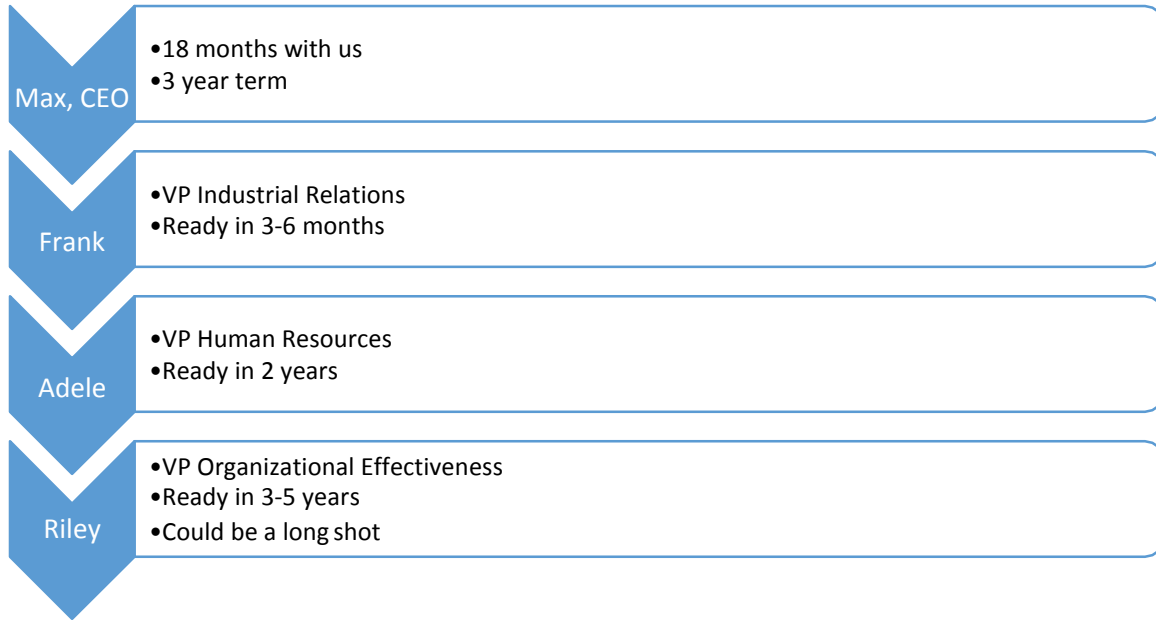 Max, CEO
•18 months with us
•3 year term
Frank
•VP Industrial Relations
•Ready in 3-6 months
Adele
•VP Human Resources
•Ready in 2 years
Riley
•VP Organizational Effectiveness
•Ready in 3-5 years
•Could be a long shot